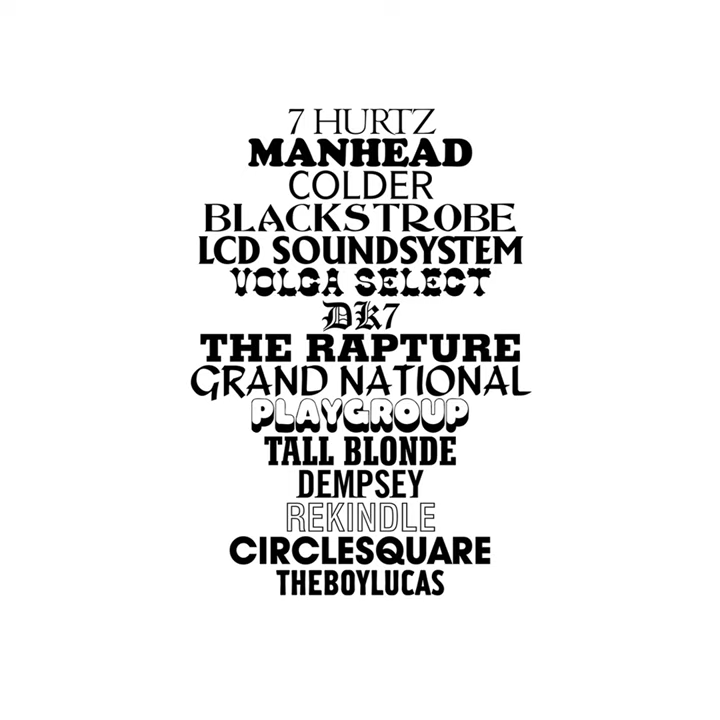 7 HURTZ
MANHEAD
COLDER
BLACKSTROBE
LCD SOUNDSYSTEM
VOLGA SELECT
DK7
THE RAPTURE
GRAND NATIONAL
PLAYGROUP
TALL BLONDE
DEMPSEY
REKINDLE
CIRCLESQUARE
THEBOYLUCAS